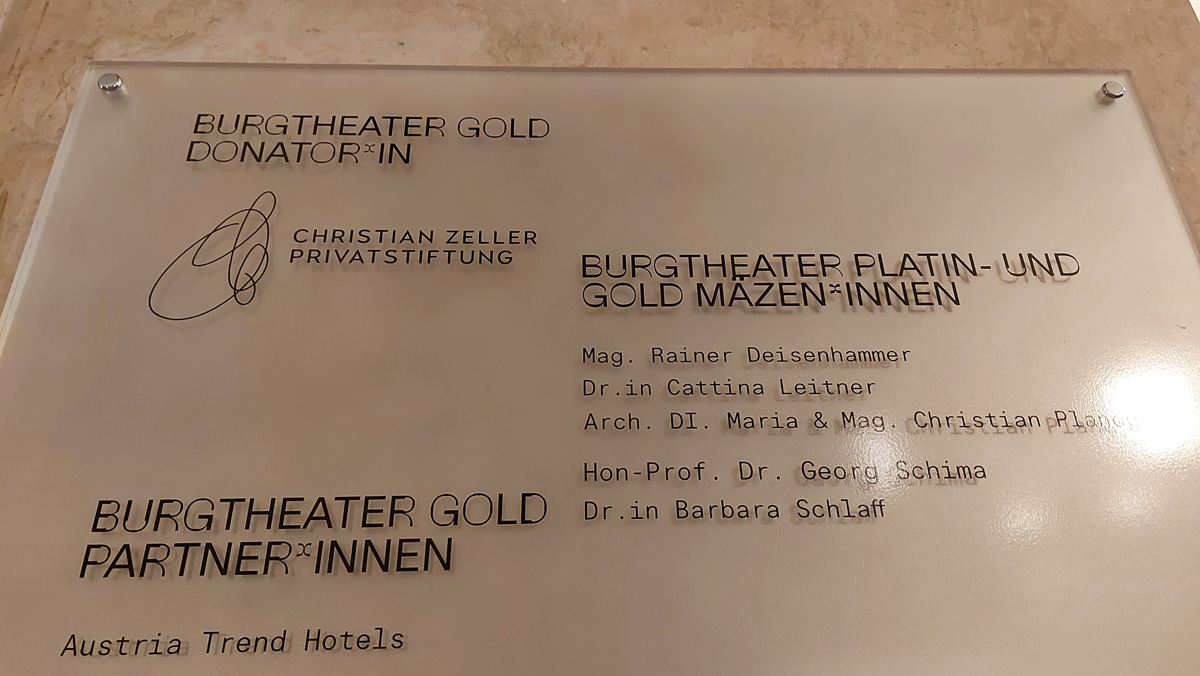 BURGTHEATER GOLD
DONATOR*IN
CHRISTIAN ZELLER
PRIVATSTIFTUNG
BURGTHEATER GOLD
PARTNER*INNEN
Austria Trend Hotels
BURGTHEATER PLATIN- UND
GOLD MÄZEN*INNEN
Mag. Rainer Deisenhammer
Dr.in Cattina Leitner
Arch. DI. Maria & Mag. Christian
Hon-Prof. Dr. Georg Schima
Dr.in Barbara Schlaff